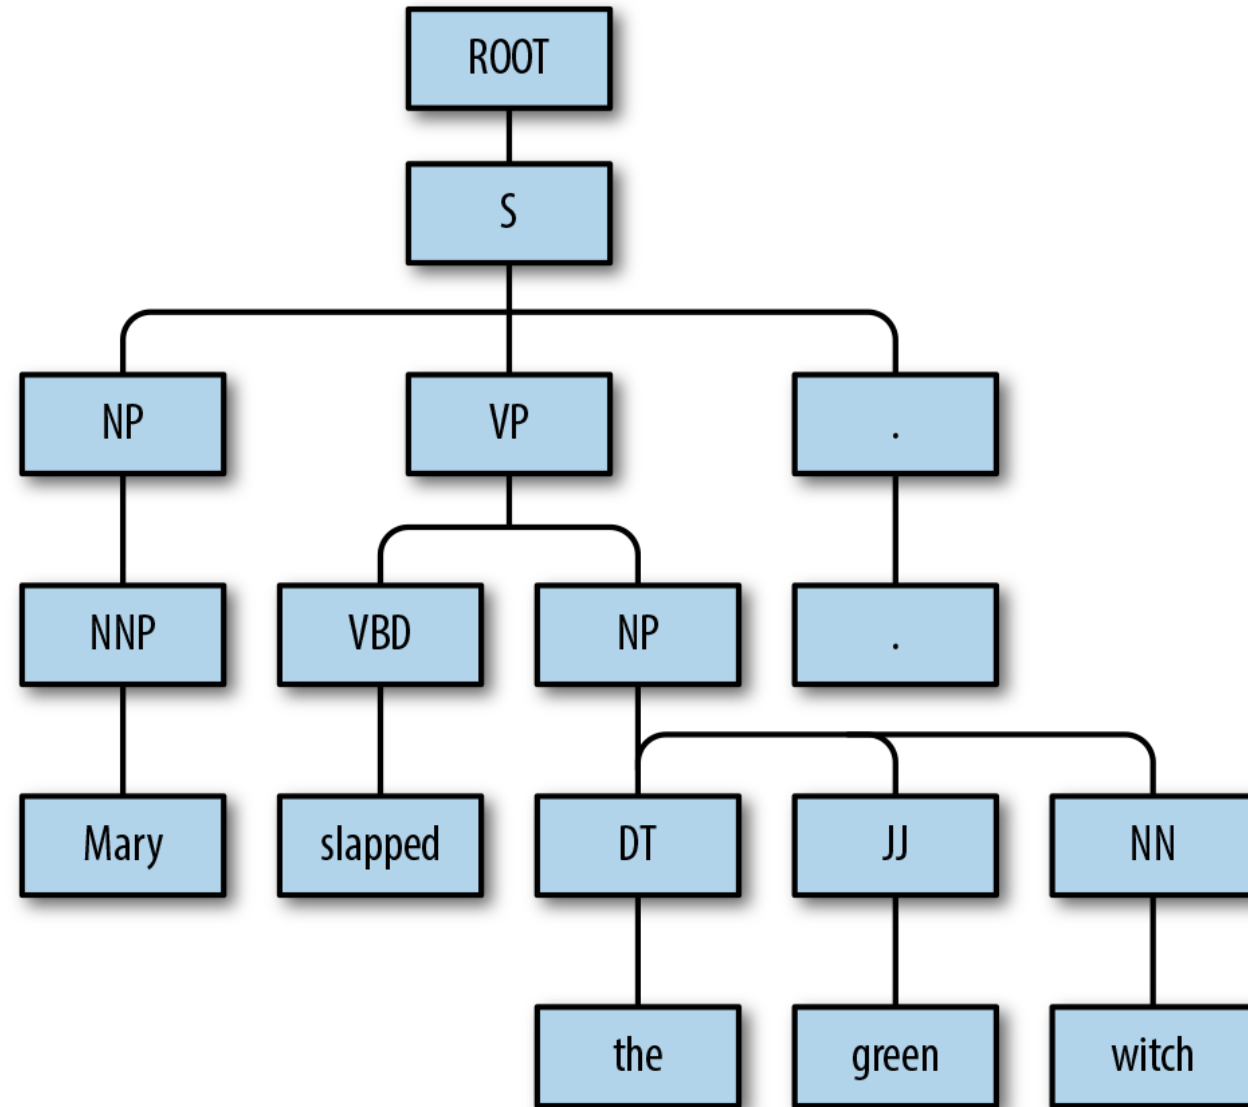 ROOT
S
NP VP .
NNP VBD NP .
Mary slapped DT JJ NN
the green witch